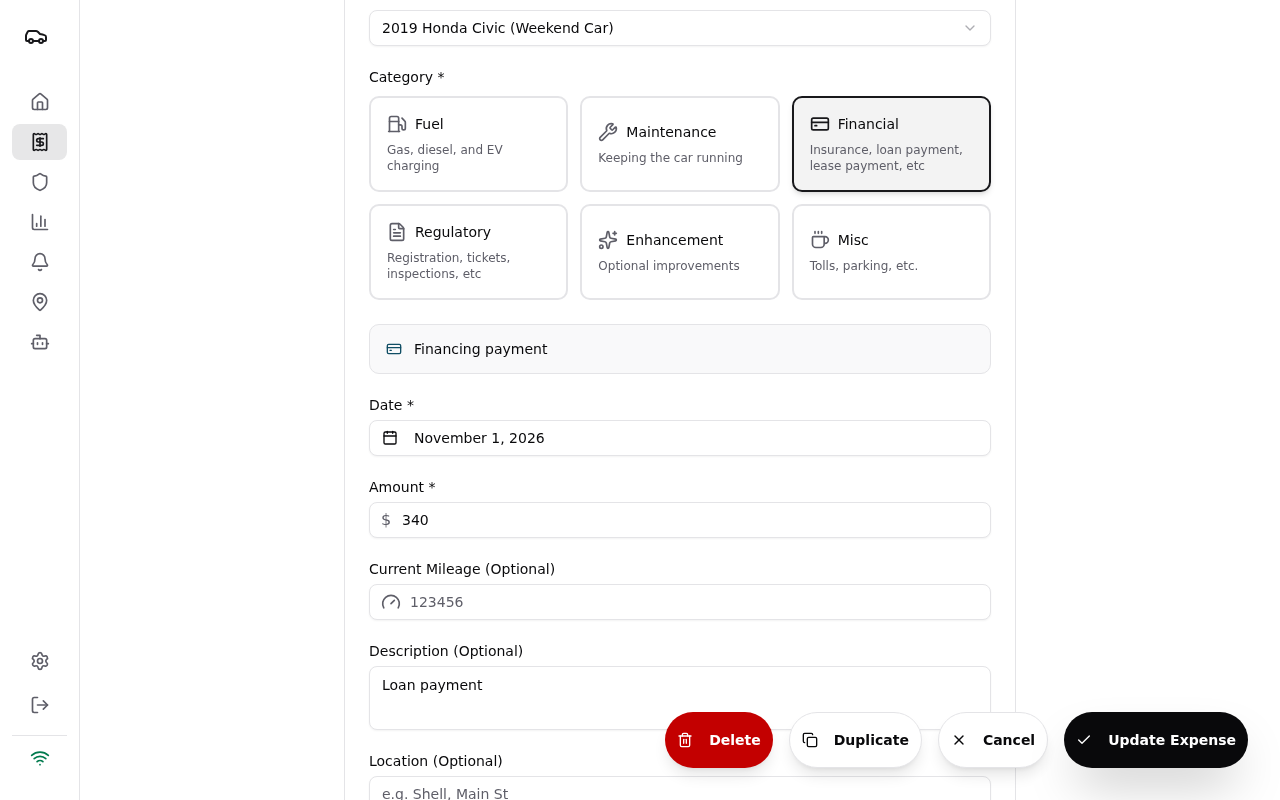 2019 Honda Civic (Weekend Car)
Category *
Fuel
Gas, diesel, and EV
charging
Maintenance
Keeping the car running
Financial
Insurance, loan payment,
lease payment, etc
Regulatory
Registration, tickets,
inspections, etc
Enhancement
Optional improvements
Misc
Tolls, parking, etc.
Financing payment
Date *
November 1, 2026
Amount *
$ 340
Current Mileage (Optional)
123456
Description (Optional)
Loan payment
Delete
Duplicate
Cancel
Update Expense
Location (Optional)
e.g. Shell, Main St